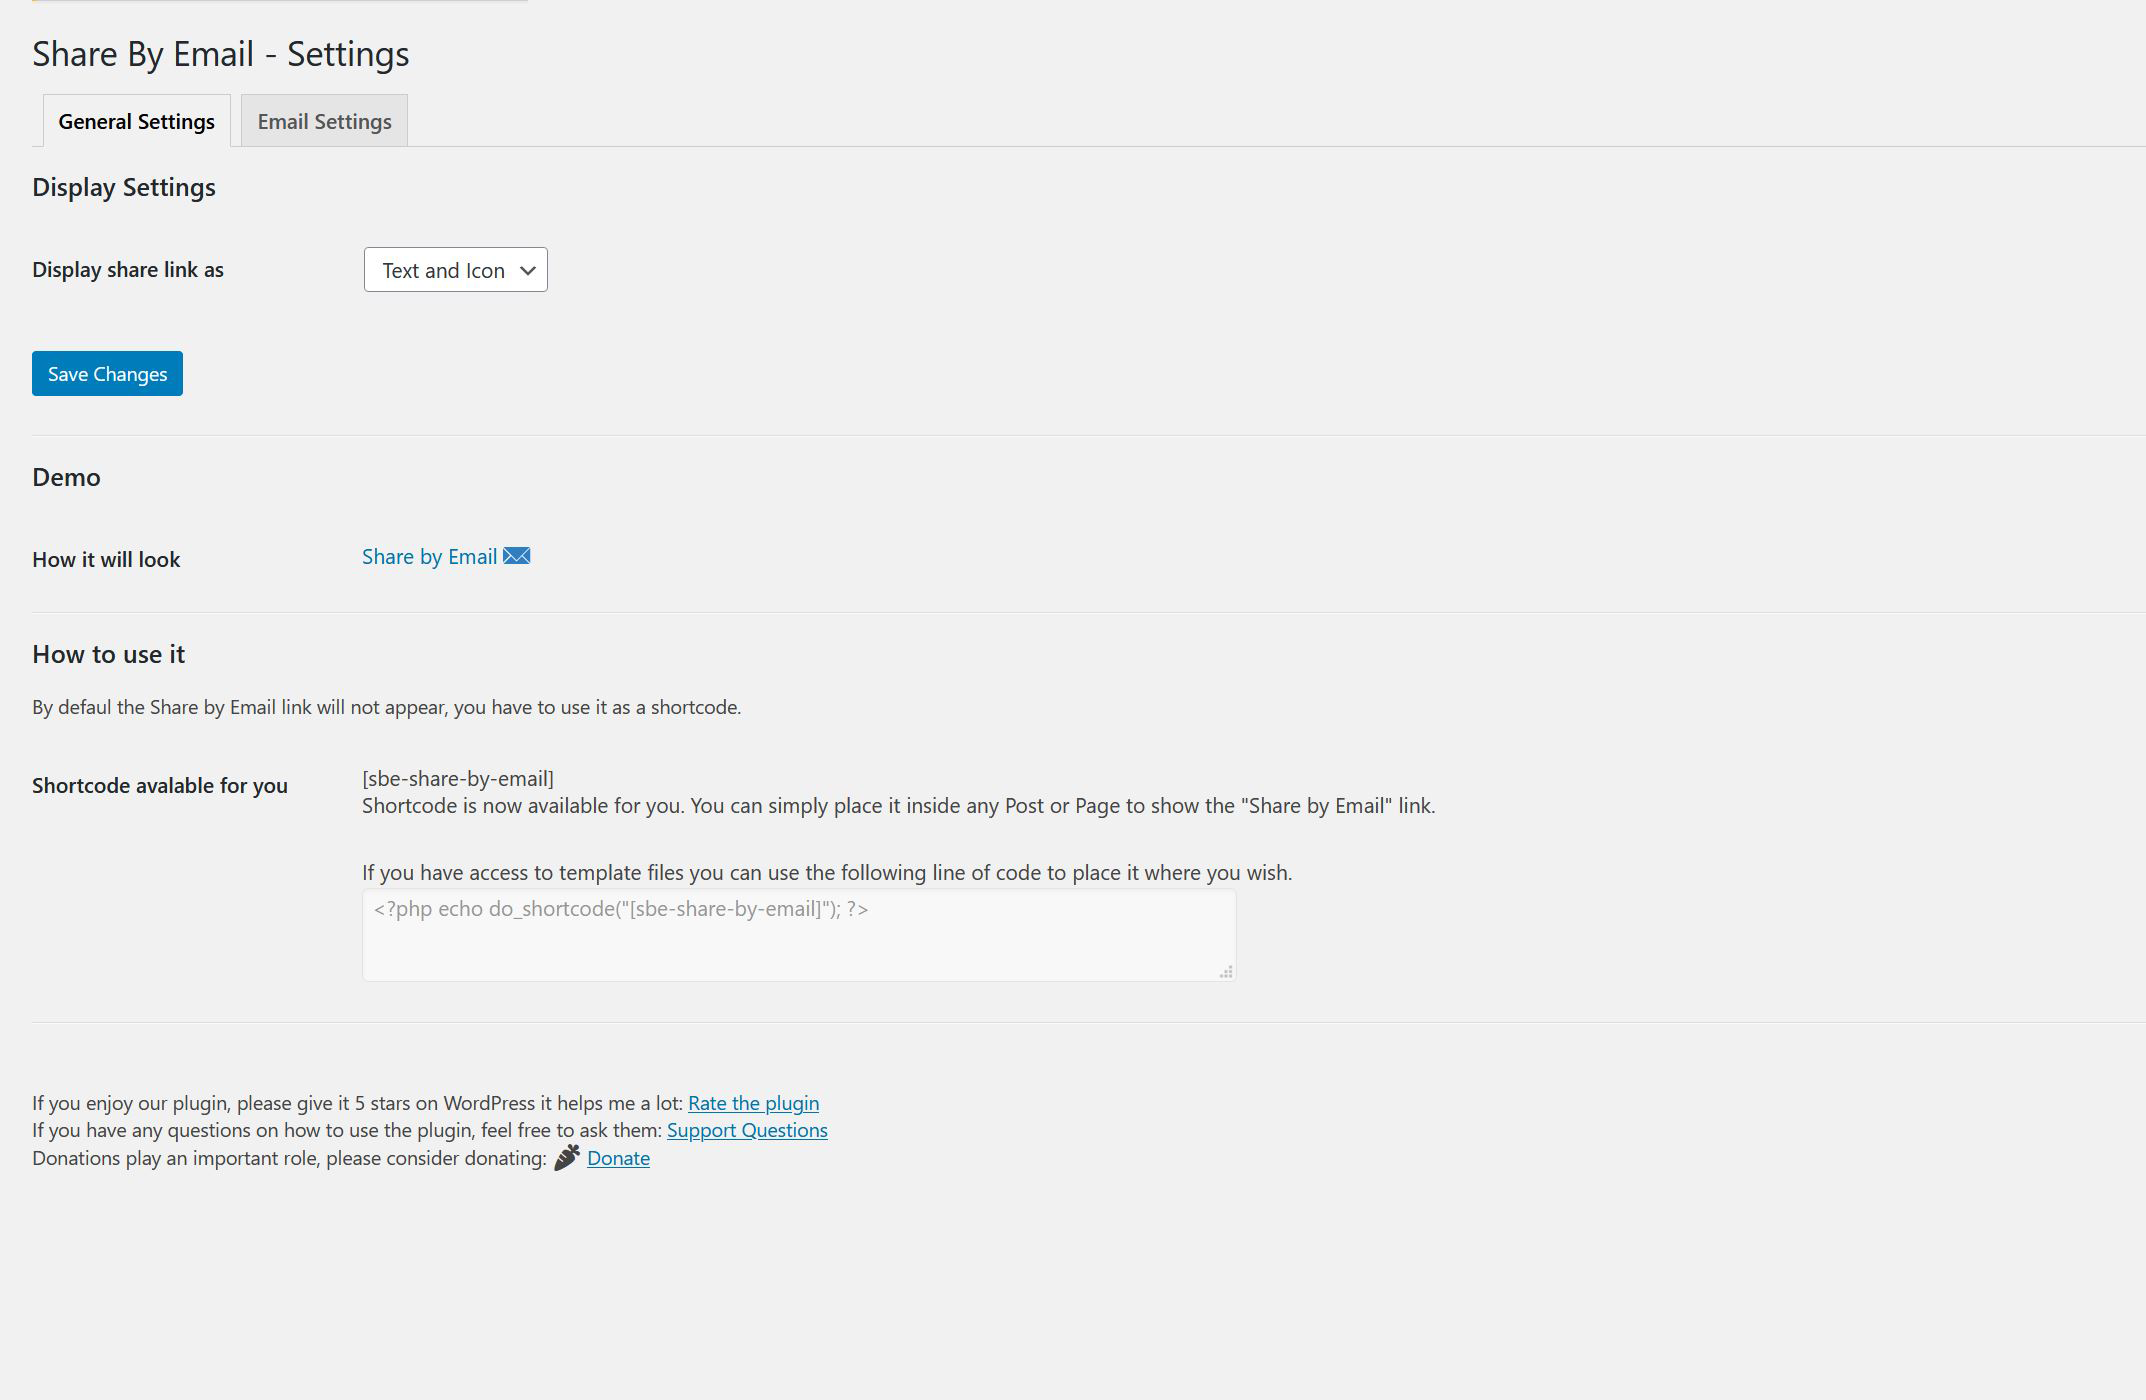 Share By Email - Settings
General Settings
Email Settings
Display Settings
Display share link as
Text and Icon
Save Changes
Demo
How it will look
Share by Email
How to use it
By defaul the Share by Email link will not appear, you have to use it as a shortcode.
Shortcode avalable for you
[sbe-share-by-email]
Shortcode is now available for you. You can simply place it inside any Post or Page to show the "Share by Email" link.
If you have access to template files you can use the following line of code to place it where you wish.
<?php echo do_shortcode("[sbe-share-by-email]"); ?>
If you enjoy our plugin, please give it 5 stars on WordPress it helps me a lot: Rate the plugin
If you have any questions on how to use the plugin, feel free to ask them: Support Questions
Donations play an important role, please consider donating: Donate